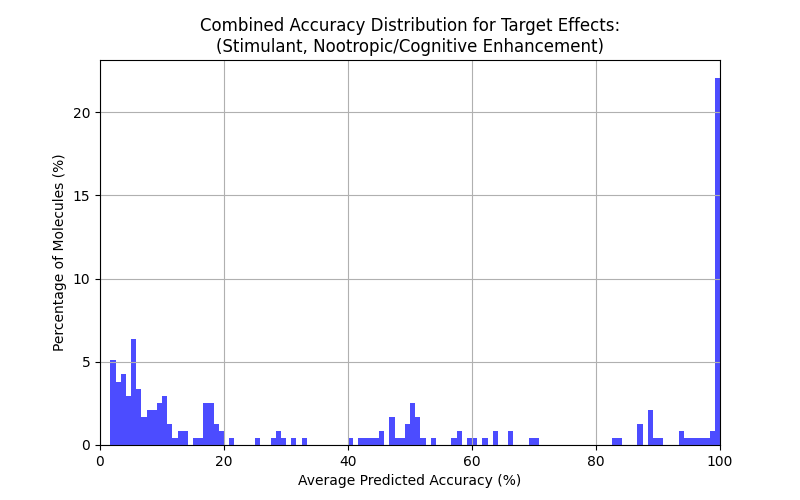 Combined Accuracy Distribution for Target Effects:
(Stimulant, Nootropic/Cognitive Enhancement)
Percentage of Molecules (%)
20
15
10
5
0
0 20 40 60 80 100
Average Predicted Accuracy (%)